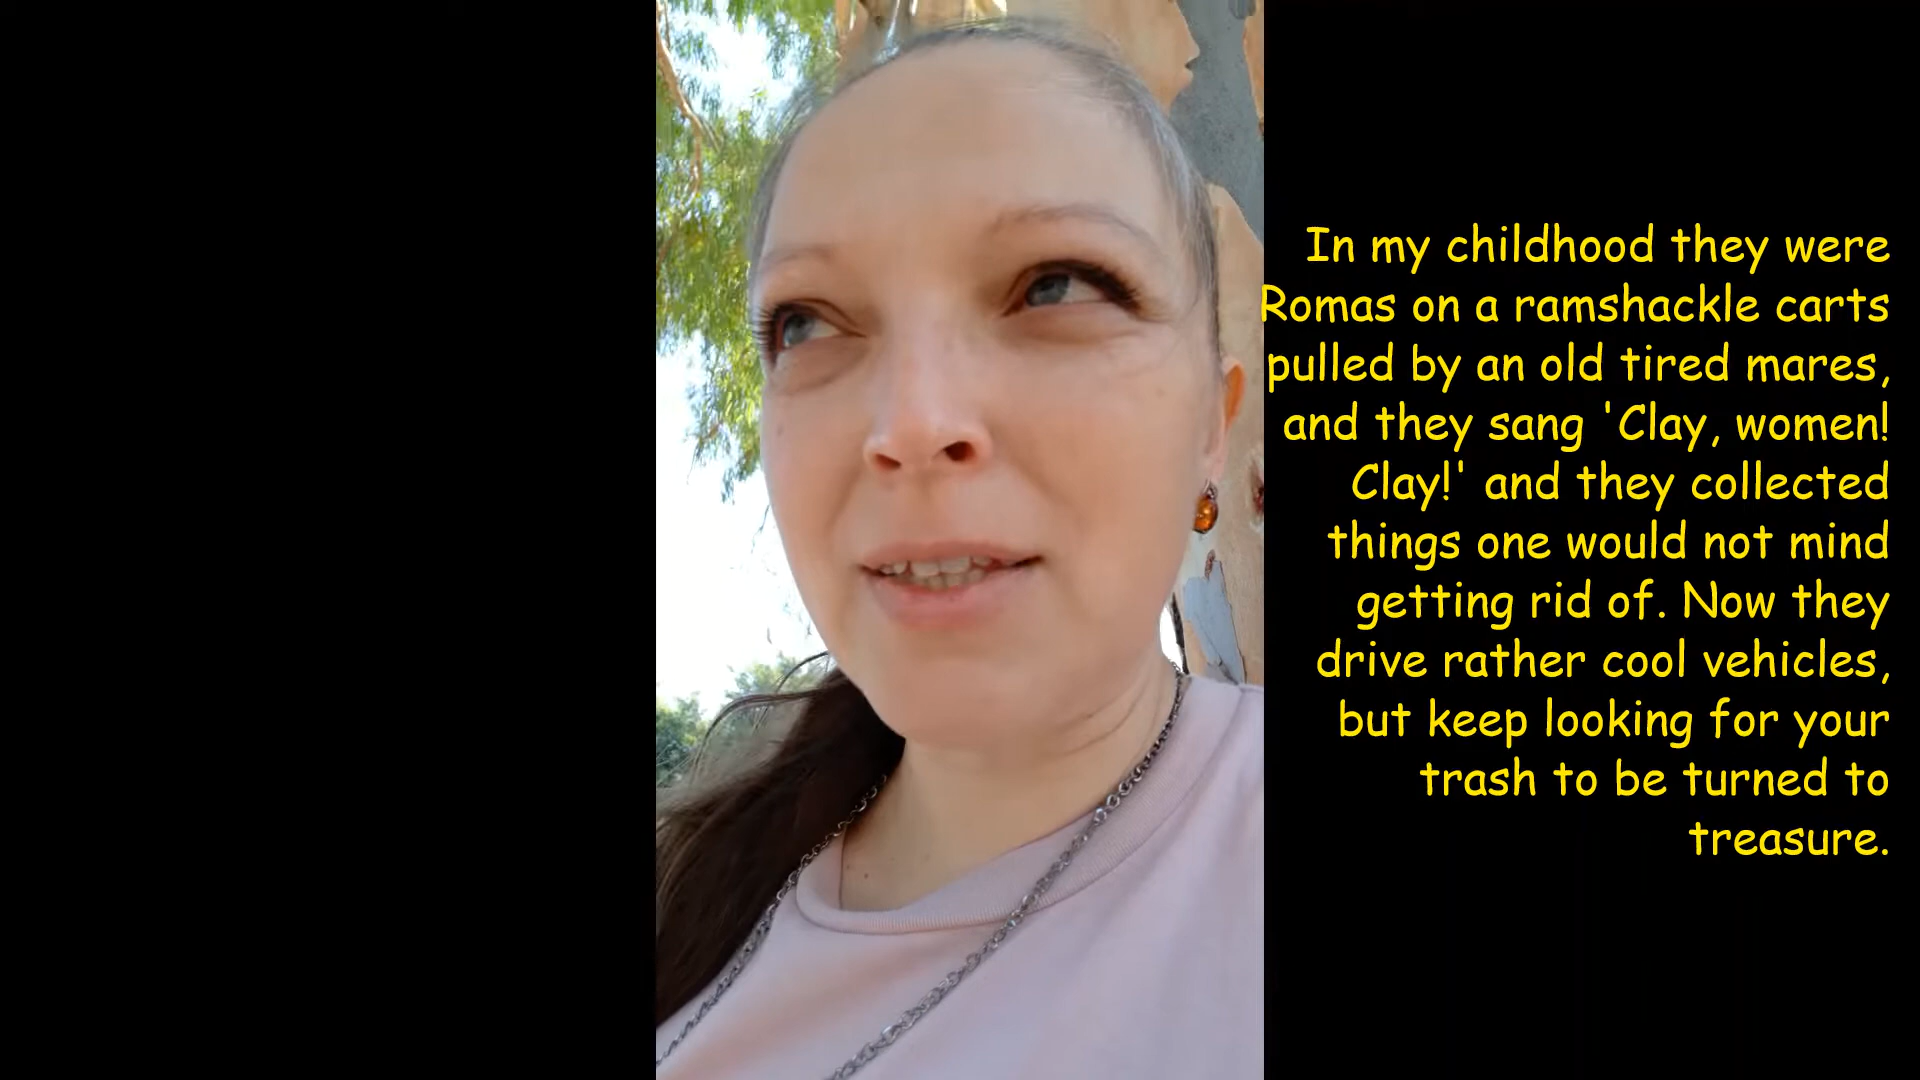 In my childhood they were
Romas on a ramshackle carts
pulled by an old tired mares,
and they sang 'Clay, women!
Clay!' and they collected
things one would not mind
getting rid of. Now they
drive rather cool vehicles,
but keep looking for your
trash to be turned to
treasure.